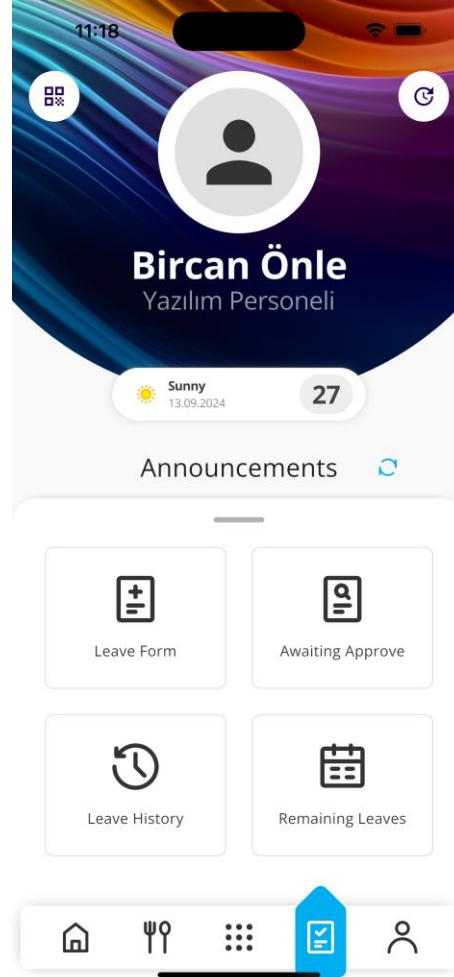 11:18
Bircan Önle
Yazılım Personeli
Sunny
13.09.2024
27
Announcements
Leave Form
Awaiting Approve
Leave History
Remaining Leaves